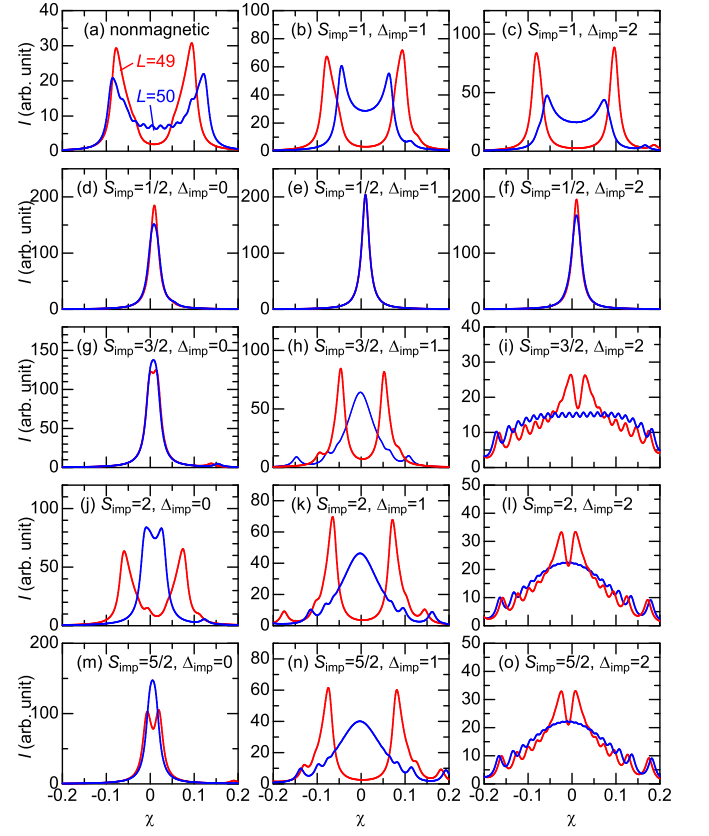 (a) nonmagnetic
(b) Simp=1, Δimp=1
(c) Simp=1, Δimp=2
L=49
L=50
I (arb. unit)
40
30
20
10
0
100
80
60
40
20
0
100
50
0
(d) Simp=1/2, Δimp=0
(e) Simp=1/2, Δimp=1
(f) Simp=1/2, Δimp=2
I (arb. unit)
200
100
0
200
100
0
200
100
0
(g) Simp=3/2, Δimp=0
(h) Simp=3/2, Δimp=1
(i) Simp=3/2, Δimp=2
I (arb. unit)
150
100
50
0
100
50
0
40
30
20
10
0
(j) Simp=2, Δimp=0
(k) Simp=2, Δimp=1
(l) Simp=2, Δimp=2
I (arb. unit)
100
50
0
80
60
40
20
0
50
40
30
20
10
0
(m) Simp=5/2, Δimp=0
(n) Simp=5/2, Δimp=1
(o) Simp=5/2, Δimp=2
I (arb. unit)
200
150
100
50
0
80
60
40
20
0
50
40
30
20
10
0
-0.2 -0.1 0 0.1 0.2
-0.2 -0.1 0 0.1 0.2
-0.2 -0.1 0 0.1 0.2
χ
χ
χ